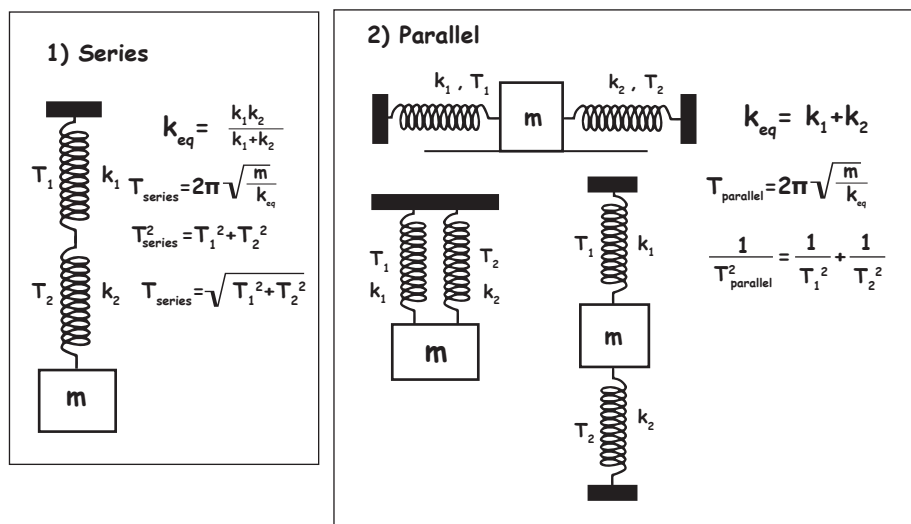 1) Series
k_eq = k₁k₂ / k₁+k₂
T₁ k₁
T_series = 2π √(m / k_eq)
T²_series = T₁² + T₂²
T₂ k₂
T_series = √(T₁² + T₂²)
m
2) Parallel
k₁ , T₁
k₂ , T₂
m
k_eq = k₁+k₂
T_parallel = 2π √(m / k_eq)
1 / T²_parallel = 1 / T₁² + 1 / T₂²
T₁ T₂
k₁ k₂
m
T₁ k₁
m
T₂ k₂